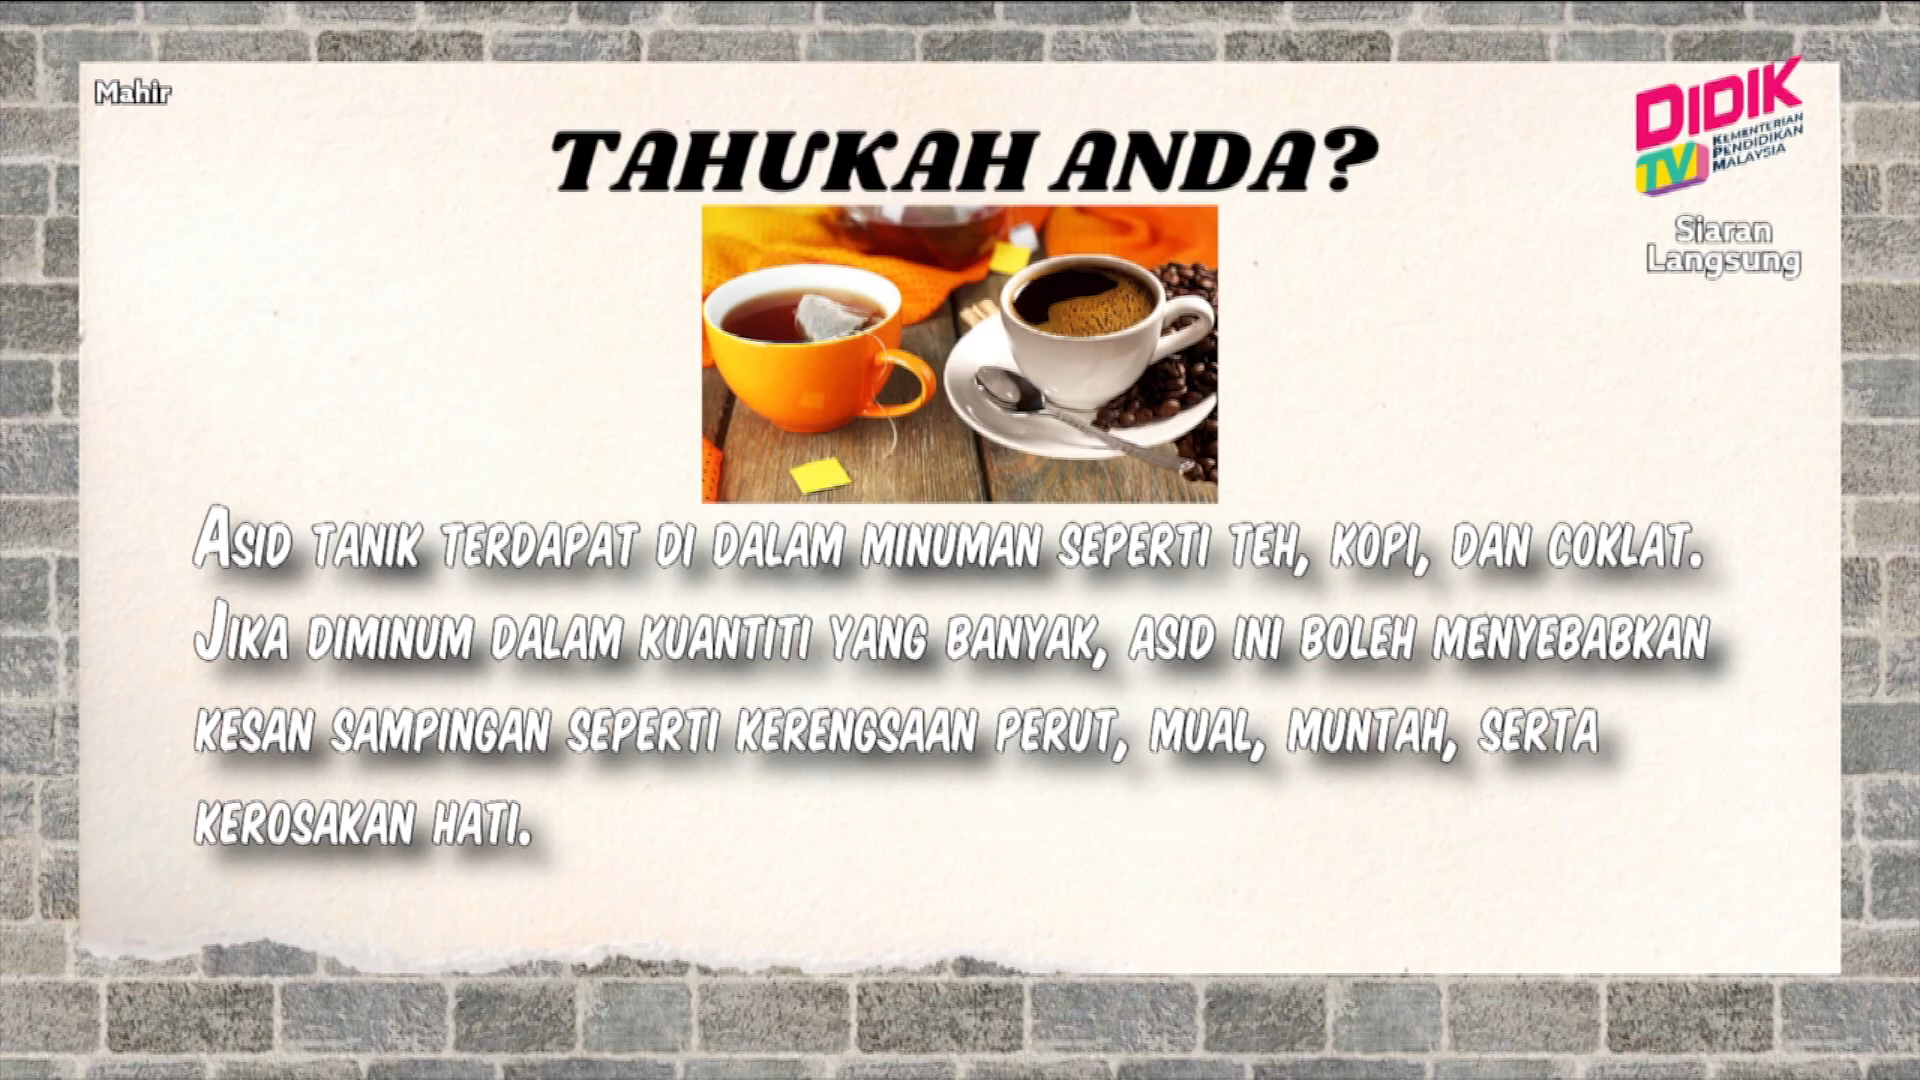 Mahir
DIDIK
TV
KEMENTERIAN
PENDIDIKAN
MALAYSIA
Siaran
Langsung
TAHUKAH ANDA?
ASID TANIK TERDAPAT DI DALAM MINUMAN SEPERTI TEH, KOPI, DAN COKLAT.
JIKA DIMINUM DALAM KUANTITI YANG BANYAK, ASID INI BOLEH MENYEBABKAN
KESAN SAMPINGAN SEPERTI KERENGSAAN PERUT, MUAL, MUNTAH, SERTA
KEROSAKAN HATI.